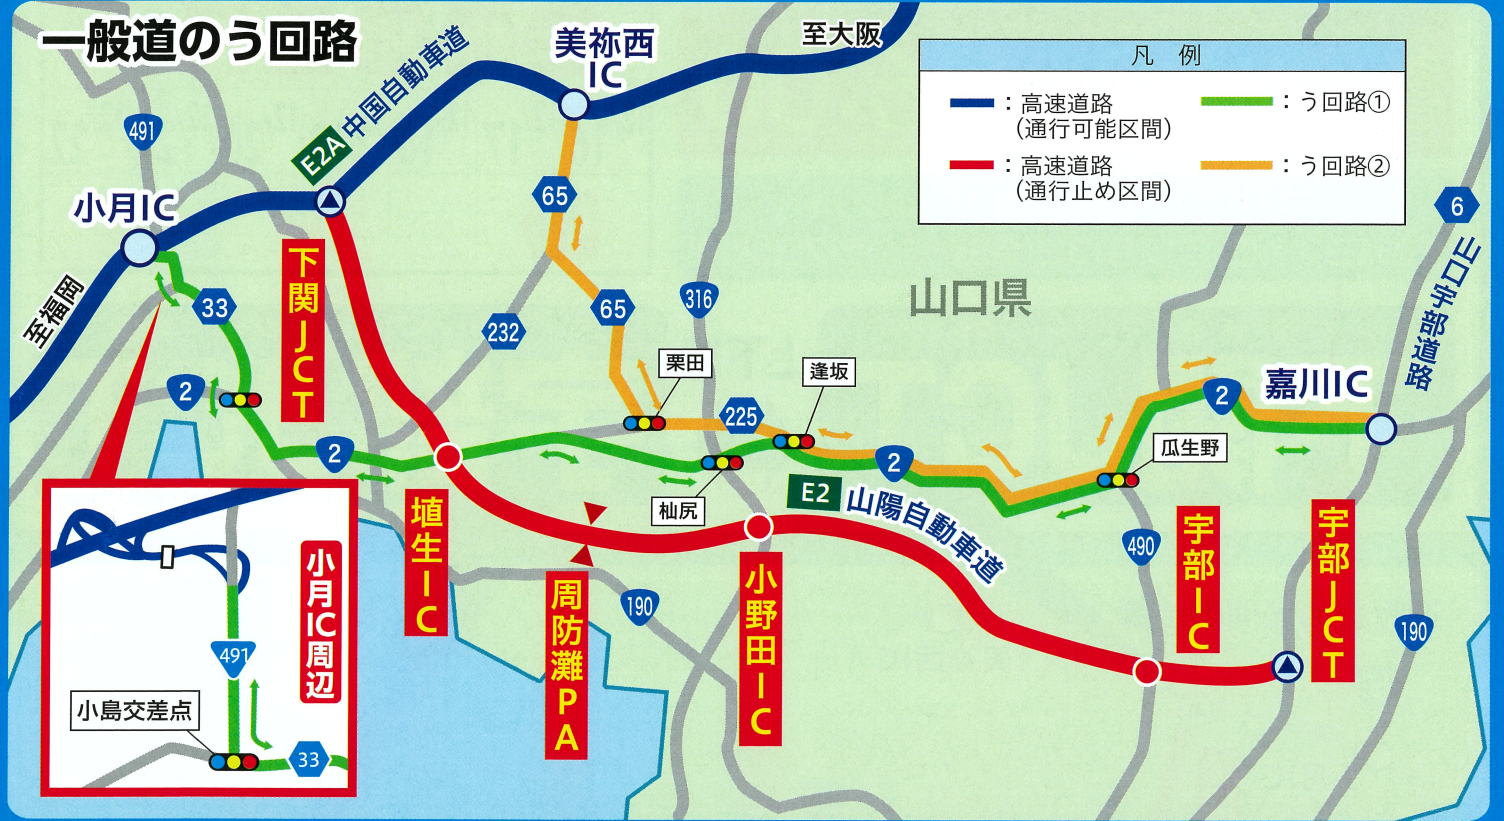 一般道のう回路
美祢西
IC
至大阪
凡 例
：高速道路
（通行可能区間）
：う回路①
：高速道路
（通行止め区間）
：う回路②
491
E2A
中国自動車道
小月IC
至福岡
65
6
山口宇部道路
下関JCT
33
65
316
232
山口県
栗田
逢坂
2
225
嘉川IC
2
2
2
瓜生野
杣尻
E2
山陽自動車道
埴生IC
周防灘PA
190
小野田IC
490
宇部IC
宇部JCT
190
小月IC周辺
491
小島交差点
33